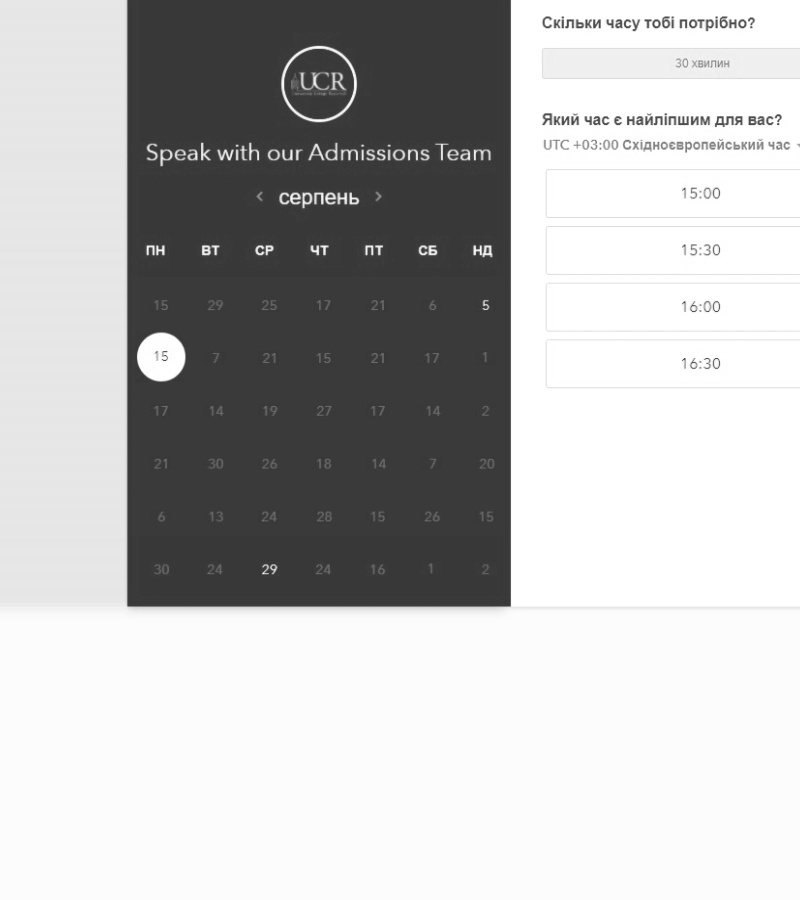 UCR
Speak with our Admissions Team
серпень
ПН ВТ СР ЧТ ПТ СБ НД
15 29 25 17 21 6 5
15 7 21 15 21 17 1
17 14 19 27 17 14 2
21 30 26 18 14 7 20
6 13 24 28 15 26 15
30 24 29 24 16 1 2
Скільки часу тобі потрібно?
30 хвилин
Який час є найліпшим для вас?
UTC +03:00 Східноєвропейський час
15:00
15:30
16:00
16:30